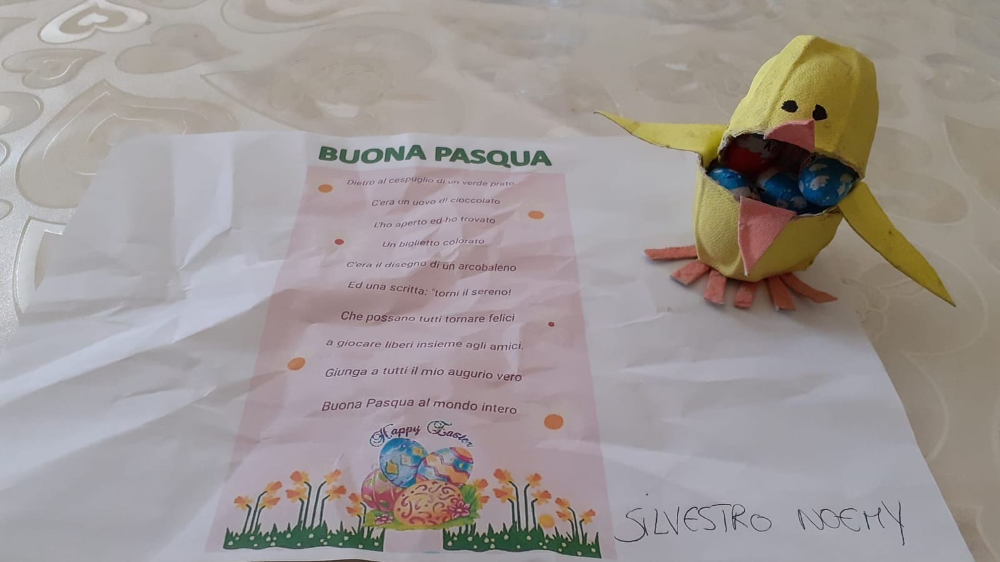 BUONA PASQUA
Dietro al cespuglio di un verde prato
C'era un uovo di cioccolato
L'ho aperto ed ho trovato
Un biglietto colorato
C'era il disegno di un arcobaleno
Ed una scritta: "torni il sereno!
Che possano tutti tornare felici
a giocare liberi insieme agli amici.
Giunga a tutti il mio augurio vero
Buona Pasqua al mondo intero
Happy Easter
SILVESTRO NOEMY